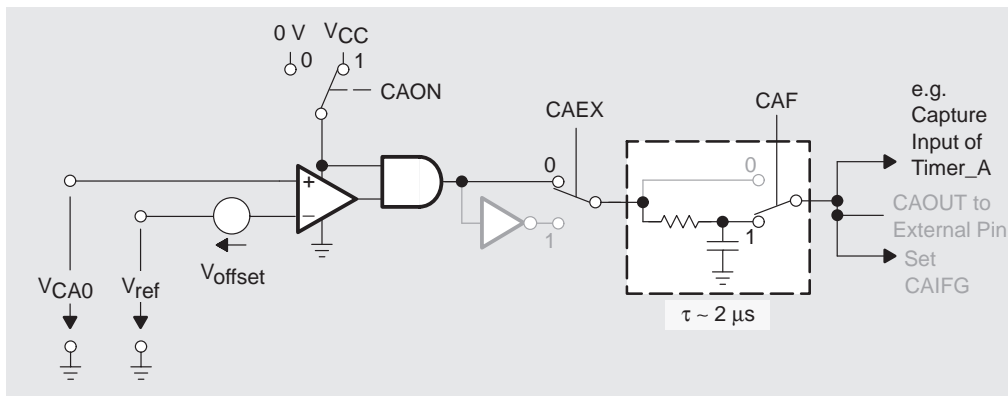 0 V VCC
0 1
CAON
CAEX
CAF
e.g.
Capture
Input of
Timer_A
0
0
+
–
1
1
CAOUT to
External Pin
Set
CAIFG
Voffset
VCA0
Vref
τ ~ 2 μs